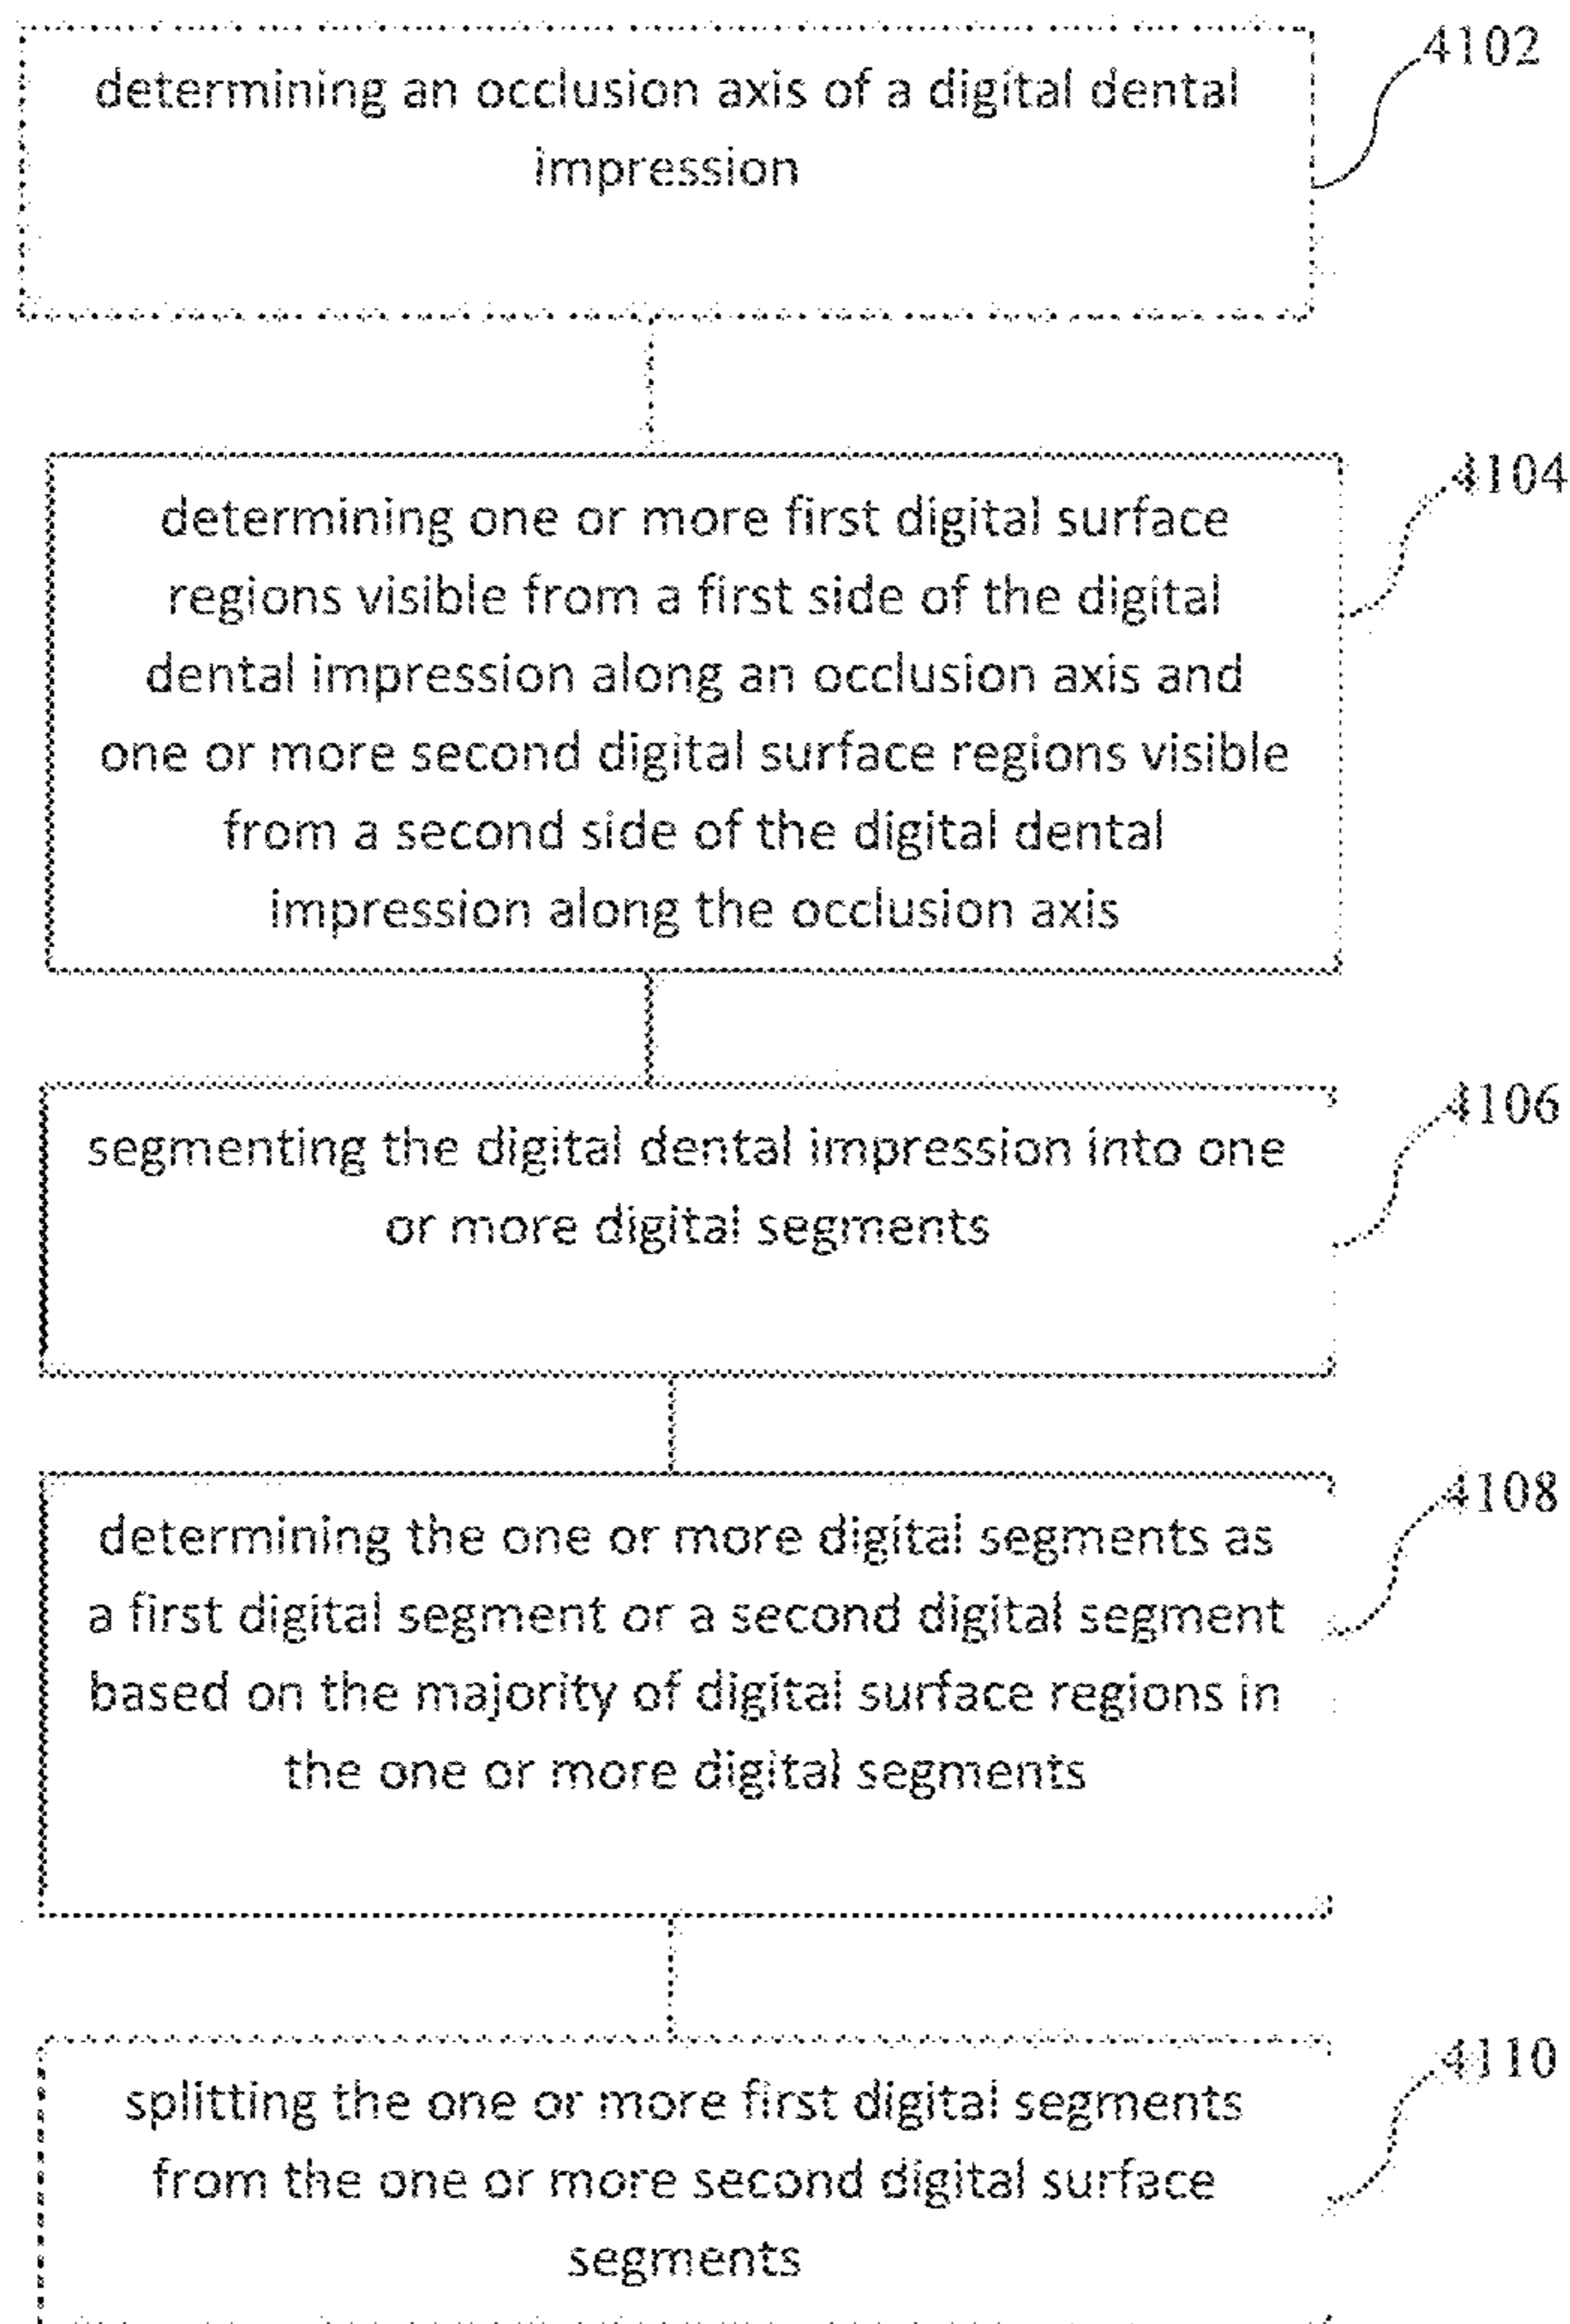 4102
determining an occlusion axis of a digital dental
impression
4104
determining one or more first digital surface
regions visible from a first side of the digital
dental impression along an occlusion axis and
one or more second digital surface regions visible
from a second side of the digital dental
impression along the occlusion axis
4106
segmenting the digital dental impression into one
or more digital segments
4108
determining the one or more digital segments as
a first digital segment or a second digital segment
based on the majority of digital surface regions in
the one or more digital segments
4110
splitting the one or more first digital segments
from the one or more second digital surface
segments